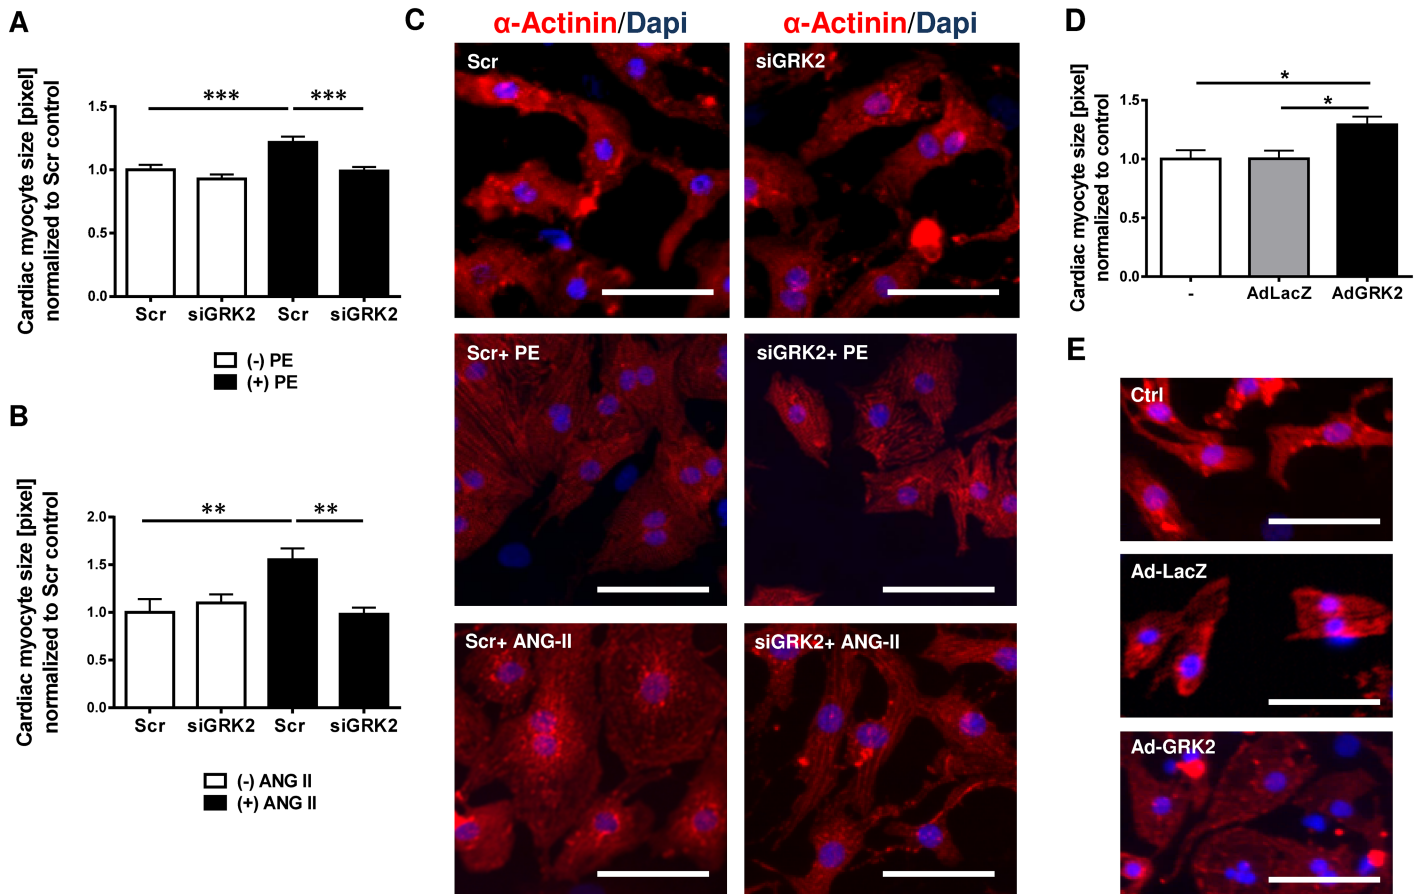 A
Cardiac myocyte size [pixel]
normalized to Scr control
1.5
1.0
0.5
0.0
*** ***
Scr siGRK2 Scr siGRK2
(-) PE
(+) PE
B
Cardiac myocyte size [pixel]
normalized to Scr control
2.0
1.5
1.0
0.5
0.0
** **
Scr siGRK2 Scr siGRK2
(-) ANG II
(+) ANG II
C
α-Actinin/Dapi α-Actinin/Dapi
Scr
siGRK2
Scr+ PE
siGRK2+ PE
Scr+ ANG-II
siGRK2+ ANG-II
D
Cardiac myocyte size [pixel]
normalized to control
1.5
1.0
0.5
0.0
*
*
- AdLacZ AdGRK2
E
Ctrl
Ad-LacZ
Ad-GRK2